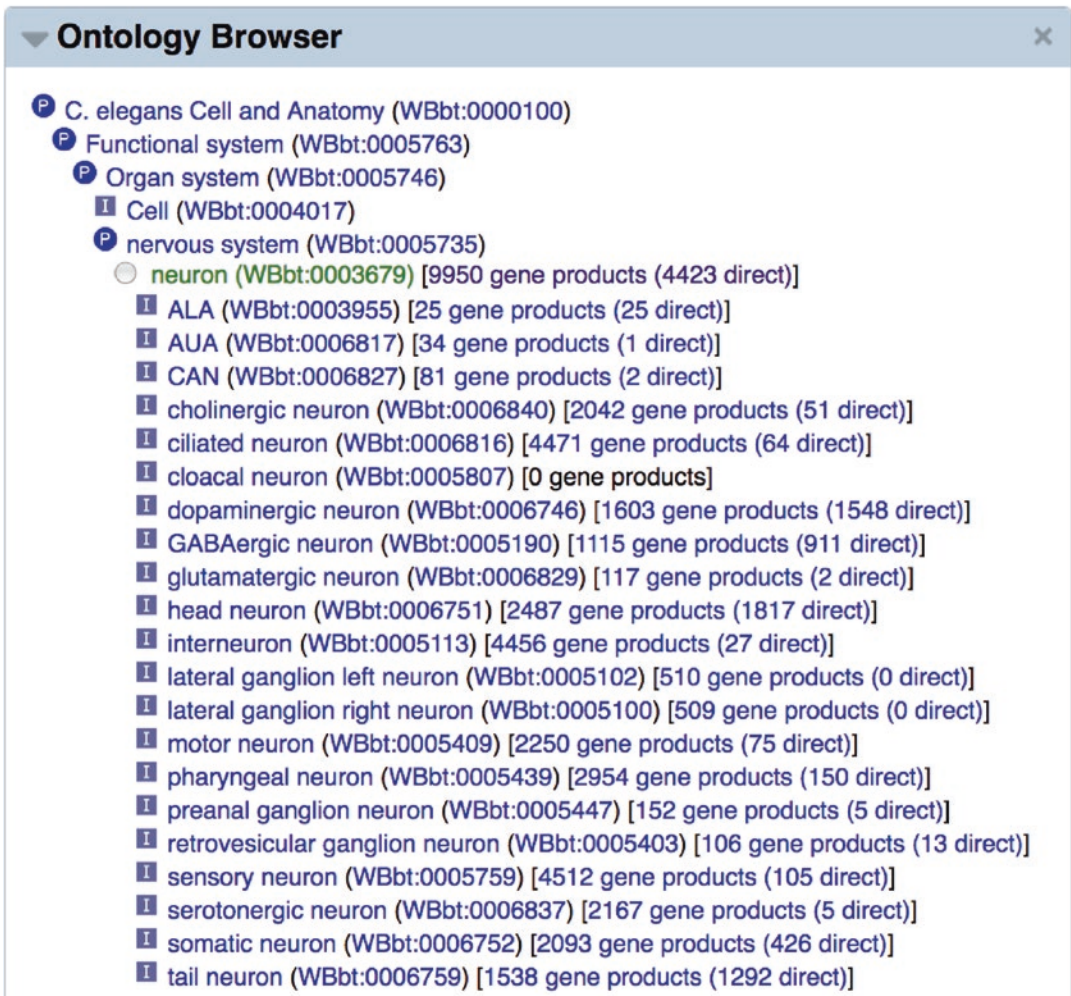 Ontology Browser ×
P C. elegans Cell and Anatomy (WBbt:0000100)
P Functional system (WBbt:0005763)
P Organ system (WBbt:0005746)
I Cell (WBbt:0004017)
P nervous system (WBbt:0005735)
neuron (WBbt:0003679) [9950 gene products (4423 direct)]
I ALA (WBbt:0003955) [25 gene products (25 direct)]
I AUA (WBbt:0006817) [34 gene products (1 direct)]
I CAN (WBbt:0006827) [81 gene products (2 direct)]
I cholinergic neuron (WBbt:0006840) [2042 gene products (51 direct)]
I ciliated neuron (WBbt:0006816) [4471 gene products (64 direct)]
I cloacal neuron (WBbt:0005807) [0 gene products]
I dopaminergic neuron (WBbt:0006746) [1603 gene products (1548 direct)]
I GABAergic neuron (WBbt:0005190) [1115 gene products (911 direct)]
I glutamatergic neuron (WBbt:0006829) [117 gene products (2 direct)]
I head neuron (WBbt:0006751) [2487 gene products (1817 direct)]
I interneuron (WBbt:0005113) [4456 gene products (27 direct)]
I lateral ganglion left neuron (WBbt:0005102) [510 gene products (0 direct)]
I lateral ganglion right neuron (WBbt:0005100) [509 gene products (0 direct)]
I motor neuron (WBbt:0005409) [2250 gene products (75 direct)]
I pharyngeal neuron (WBbt:0005439) [2954 gene products (150 direct)]
I preanal ganglion neuron (WBbt:0005447) [152 gene products (5 direct)]
I retrovesicular ganglion neuron (WBbt:0005403) [106 gene products (13 direct)]
I sensory neuron (WBbt:0005759) [4512 gene products (105 direct)]
I serotonergic neuron (WBbt:0006837) [2167 gene products (5 direct)]
I somatic neuron (WBbt:0006752) [2093 gene products (426 direct)]
I tail neuron (WBbt:0006759) [1538 gene products (1292 direct)]